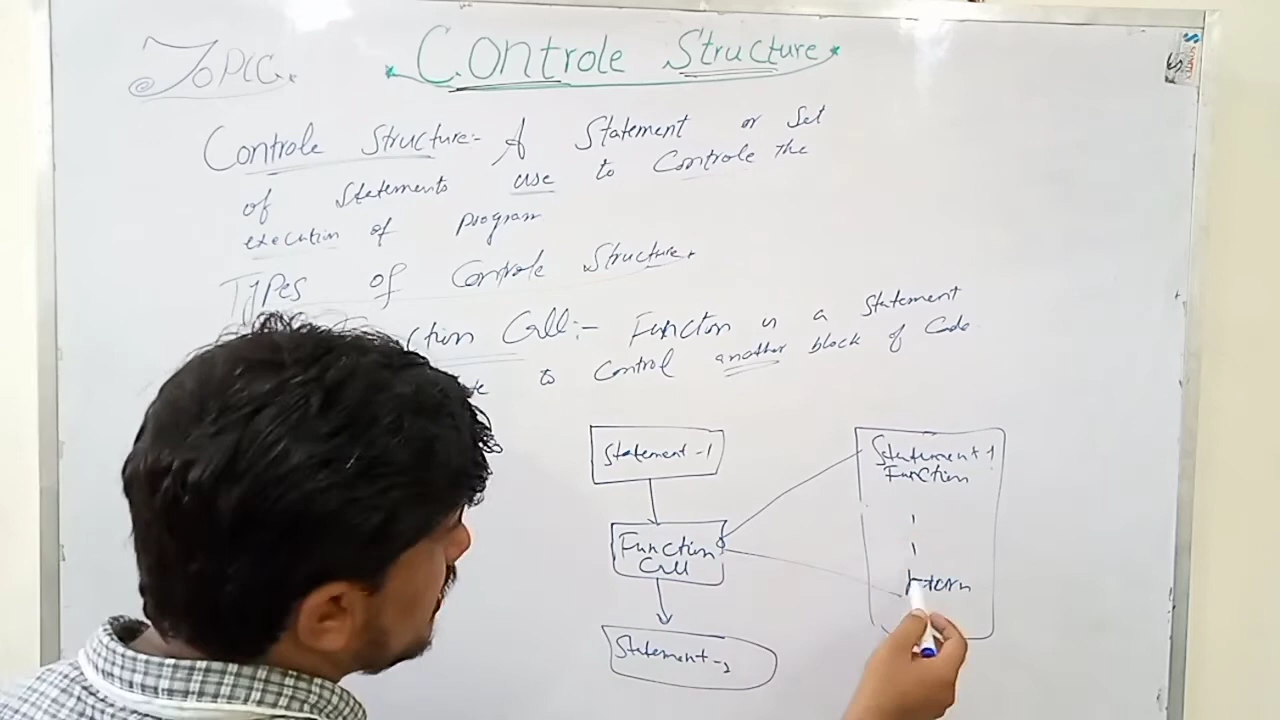 TOPIC.
Controle Structure
Controle Structure:- A Statement or Set
of Statements use to Controle the
execution of program
Types of Controle Structure.
ction Call:- Function is a Statement
to Control another block of Code.
Statement-1
Function
Call
Statement-2
Statement 1
Function